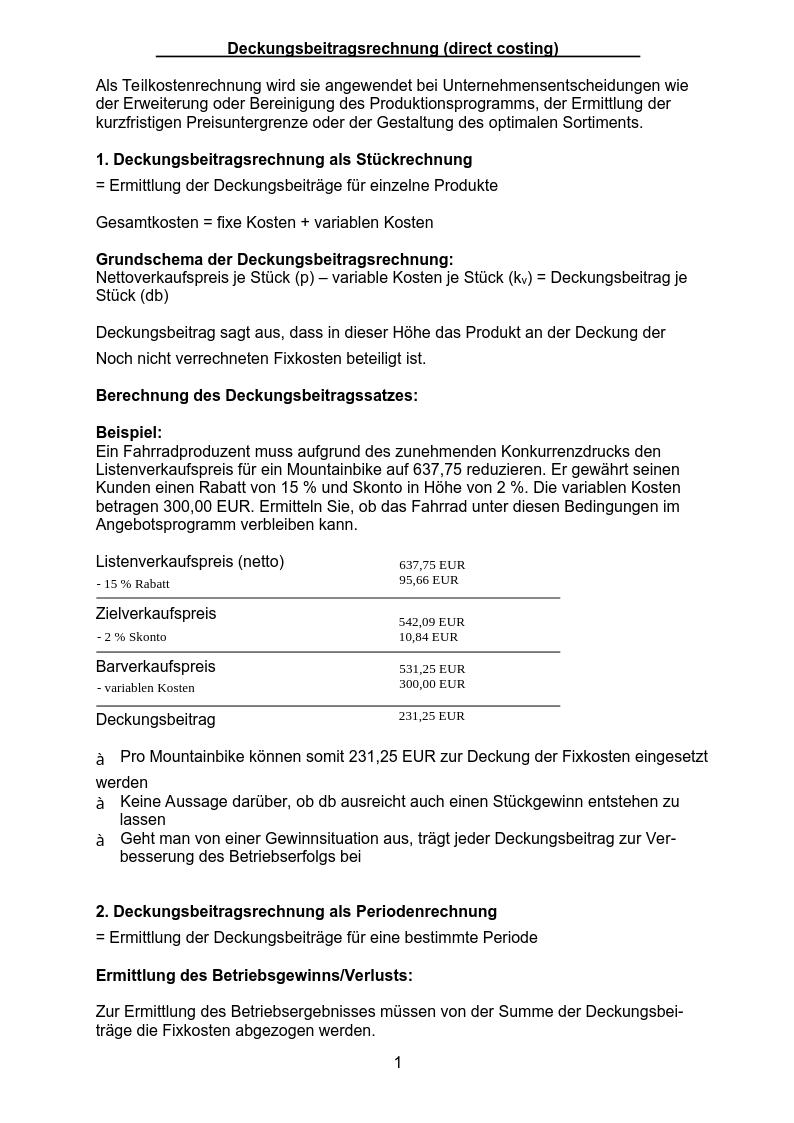 Deckungsbeitragsrechnung (direct costing)
Als Teilkostenrechnung wird sie angewendet bei Unternehmensentscheidungen wie
der Erweiterung oder Bereinigung des Produktionsprogramms, der Ermittlung der
kurzfristigen Preisuntergrenze oder der Gestaltung des optimalen Sortiments.
1. Deckungsbeitragsrechnung als Stückrechnung
= Ermittlung der Deckungsbeiträge für einzelne Produkte
Gesamtkosten = fixe Kosten + variablen Kosten
Grundschema der Deckungsbeitragsrechnung:
Nettoverkaufspreis je Stück (p) – variable Kosten je Stück (kᵥ) = Deckungsbeitrag je
Stück (db)
Deckungsbeitrag sagt aus, dass in dieser Höhe das Produkt an der Deckung der
Noch nicht verrechneten Fixkosten beteiligt ist.
Berechnung des Deckungsbeitragssatzes:
Beispiel:
Ein Fahrradproduzent muss aufgrund des zunehmenden Konkurrenzdrucks den
Listenverkaufspreis für ein Mountainbike auf 637,75 reduzieren. Er gewährt seinen
Kunden einen Rabatt von 15 % und Skonto in Höhe von 2 %. Die variablen Kosten
betragen 300,00 EUR. Ermitteln Sie, ob das Fahrrad unter diesen Bedingungen im
Angebotsprogramm verbleiben kann.
Listenverkaufspreis (netto) 637,75 EUR
- 15 % Rabatt 95,66 EUR
Zielverkaufspreis 542,09 EUR
- 2 % Skonto 10,84 EUR
Barverkaufspreis 531,25 EUR
- variablen Kosten 300,00 EUR
Deckungsbeitrag 231,25 EUR
à Pro Mountainbike können somit 231,25 EUR zur Deckung der Fixkosten eingesetzt
werden
à Keine Aussage darüber, ob db ausreicht auch einen Stückgewinn entstehen zu
lassen
à Geht man von einer Gewinnsituation aus, trägt jeder Deckungsbeitrag zur Ver-
besserung des Betriebserfolgs bei
2. Deckungsbeitragsrechnung als Periodenrechnung
= Ermittlung der Deckungsbeiträge für eine bestimmte Periode
Ermittlung des Betriebsgewinns/Verlusts:
Zur Ermittlung des Betriebsergebnisses müssen von der Summe der Deckungsbei-
träge die Fixkosten abgezogen werden.
1